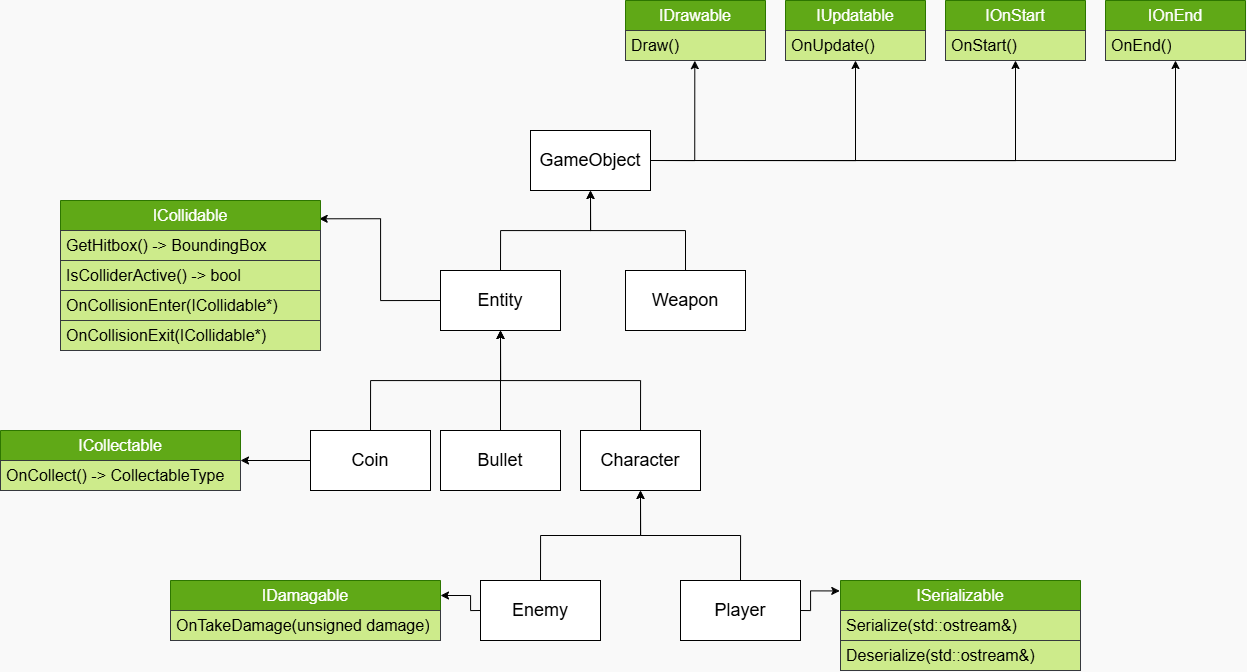 IDrawable
Draw()
IUpdatable
OnUpdate()
IOnStart
OnStart()
IOnEnd
OnEnd()
GameObject
ICollidable
GetHitbox() -> BoundingBox
IsColliderActive() -> bool
OnCollisionEnter(ICollidable*)
OnCollisionExit(ICollidable*)
Entity
Weapon
ICollectable
OnCollect() -> CollectableType
Coin
Bullet
Character
IDamagable
OnTakeDamage(unsigned damage)
Enemy
Player
ISerializable
Serialize(std::ostream&)
Deserialize(std::ostream&)